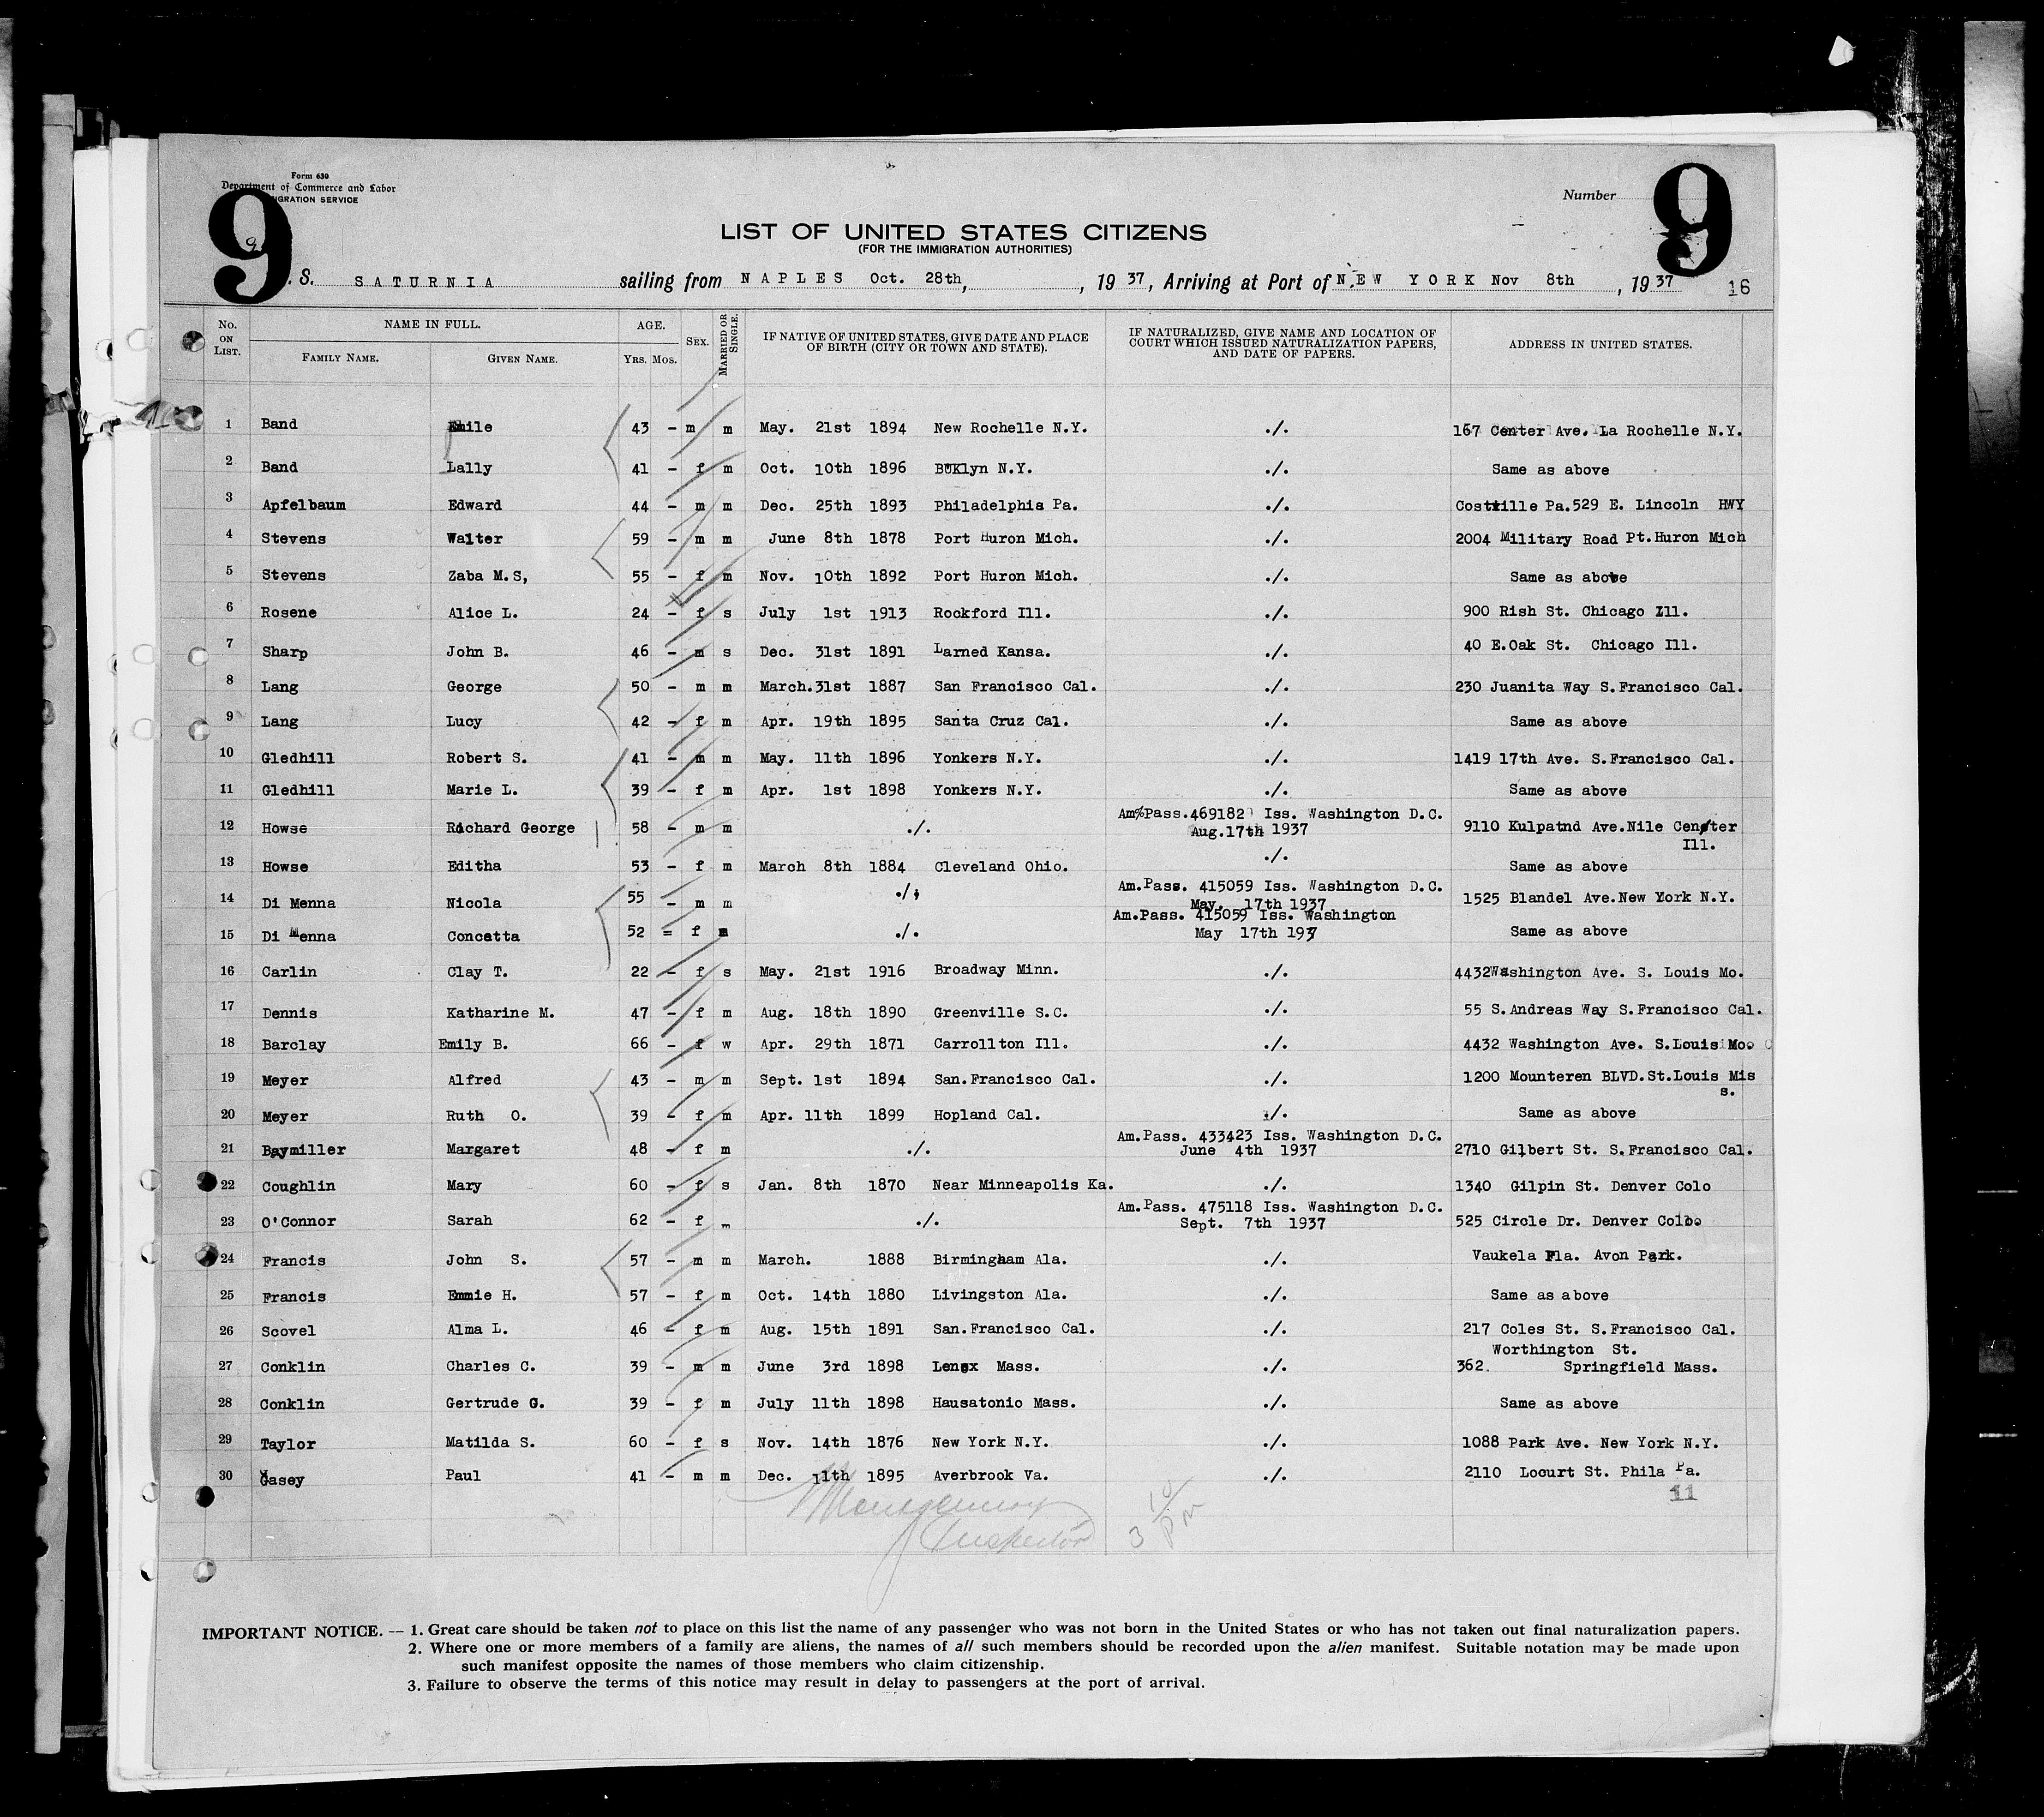 Form 630
Department of Commerce and Labor
IGRATION SERVICE
Number
9
9
LIST OF UNITED STATES CITIZENS
(FOR THE IMMIGRATION AUTHORITIES)
. S. SATURNIA sailing from NAPLES Oct. 28th, , 1937, Arriving at Port of NEW YORK Nov 8th , 1937 16
No. ON LIST. NAME IN FULL. FAMILY NAME. GIVEN NAME. AGE. YRS. MOS. SEX. MARRIED OR SINGLE. IF NATIVE OF UNITED STATES, GIVE DATE AND PLACE OF BIRTH (CITY OR TOWN AND STATE). IF NATURALIZED, GIVE NAME AND LOCATION OF COURT WHICH ISSUED NATURALIZATION PAPERS, AND DATE OF PAPERS. ADDRESS IN UNITED STATES.
1 Band Emile 43 - m m May. 21st 1894 New Rochelle N.Y. ./. 167 Center Ave. La Rochelle N.Y.
2 Band Lally 41 - f m Oct. 10th 1896 BUKlyn N.Y. ./. Same as above
3 Apfelbaum Edward 44 - m m Dec. 25th 1893 Philadelphia Pa. ./. Costville Pa.529 E. Lincoln HWY
4 Stevens Walter 59 - m m June 8th 1878 Port Huron Mich. ./. 2004 Military Road Pt.Huron Mich
5 Stevens Zaba M.S, 55 - f m Nov. 10th 1892 Port Huron Mich. ./. Same as above
6 Rosene Alice L. 24 - f s July 1st 1913 Rockford Ill. ./. 900 Rish St. Chicago Ill.
7 Sharp John B. 46 - m s Dec. 31st 1891 Larned Kansa. ./. 40 E.Oak St. Chicago Ill.
8 Lang George 50 - m m March.31st 1887 San Francisco Cal. ./. 230 Juanita Way S.Francisco Cal.
9 Lang Lucy 42 - f m Apr. 19th 1895 Santa Cruz Cal. ./. Same as above
10 Gledhill Robert S. 41 - m m May. 11th 1896 Yonkers N.Y. ./. 1419 17th Ave. S.Francisco Cal.
11 Gledhill Marie L. 39 - f m Apr. 1st 1898 Yonkers N.Y. ./. Same as above
12 Howse Richard George 58 - m m ./. Am%Pass.469182 Iss. Washington D.C. Aug.17th 1937 9110 Kulpatnd Ave.Nile Center Ill.
13 Howse Editha 53 - f m March 8th 1884 Cleveland Ohio. ./. Same as above
14 Di Menna Nicola 55 - m m ./. Am.Pass. 415059 Iss. Washington D.C. May. 17th 1937 1525 Blandel Ave.New York N.Y.
15 Di Menna Concetta 52 = f m ./. Am.Pass. 415059 Iss. Washington May 17th 1937 Same as above
16 Carlin Clay T. 22 - f s May. 21st 1916 Broadway Minn. ./. 4432Washington Ave. S. Louis Mo.
17 Dennis Katharine M. 47 - f m Aug. 18th 1890 Greenville S.C. ./. 55 S.Andreas Way S.Francisco Cal.
18 Barclay Emily B. 66 - f w Apr. 29th 1871 Carrollton Ill. ./. 4432 Washington Ave. S.Louis Mo.
19 Meyer Alfred 43 - m m Sept. 1st 1894 San.Francisco Cal. ./. 1200 Mounteren BLVD.St.Louis Mis s.
20 Meyer Ruth O. 39 - f m Apr. 11th 1899 Hopland Cal. ./. Same as above
21 Baymiller Margaret 48 - f m ./. Am.Pass. 433423 Iss. Washington D.C. June 4th 1937 2710 Gilbert St. S.Francisco Cal.
22 Coughlin Mary 60 - f s Jan. 8th 1870 Near Minneapolis Ka. ./. 1340 Gilpin St. Denver Colo
23 O'Connor Sarah 62 - f m ./. Am.Pass. 475118 Iss. Washington D.C. Sept. 7th 1937 525 Circle Dr. Denver Colo
24 Francis John S. 57 - m m March. 1888 Birmingham Ala. ./. Vaukela Fla. Avon Park.
25 Francis Emmie H. 57 - f m Oct. 14th 1880 Livingston Ala. ./. Same as above
26 Scovel Alma L. 46 - f m Aug. 15th 1891 San.Francisco Cal. ./. 217 Coles St. S.Francisco Cal.
27 Conklin Charles C. 39 - m m June 3rd 1898 Lenox Mass. ./. 362. Worthington St. Springfield Mass.
28 Conklin Gertrude G. 39 - f m July 11th 1898 Hausatonio Mass. ./. Same as above
29 Taylor Matilda S. 60 - f s Nov. 14th 1876 New York N.Y. ./. 1088 Park Ave. New York N.Y.
30 Gasey Paul 41 - m m Dec. 11th 1895 Averbrook Va. ./. 2110 Locurt St. Phila Pa.
11
Montgomery
Inspector
3 10/ PM
IMPORTANT NOTICE. — 1. Great care should be taken not to place on this list the name of any passenger who was not born in the United States or who has not taken out final naturalization papers.
2. Where one or more members of a family are aliens, the names of all such members should be recorded upon the alien manifest. Suitable notation may be made upon
such manifest opposite the names of those members who claim citizenship.
3. Failure to observe the terms of this notice may result in delay to passengers at the port of arrival.